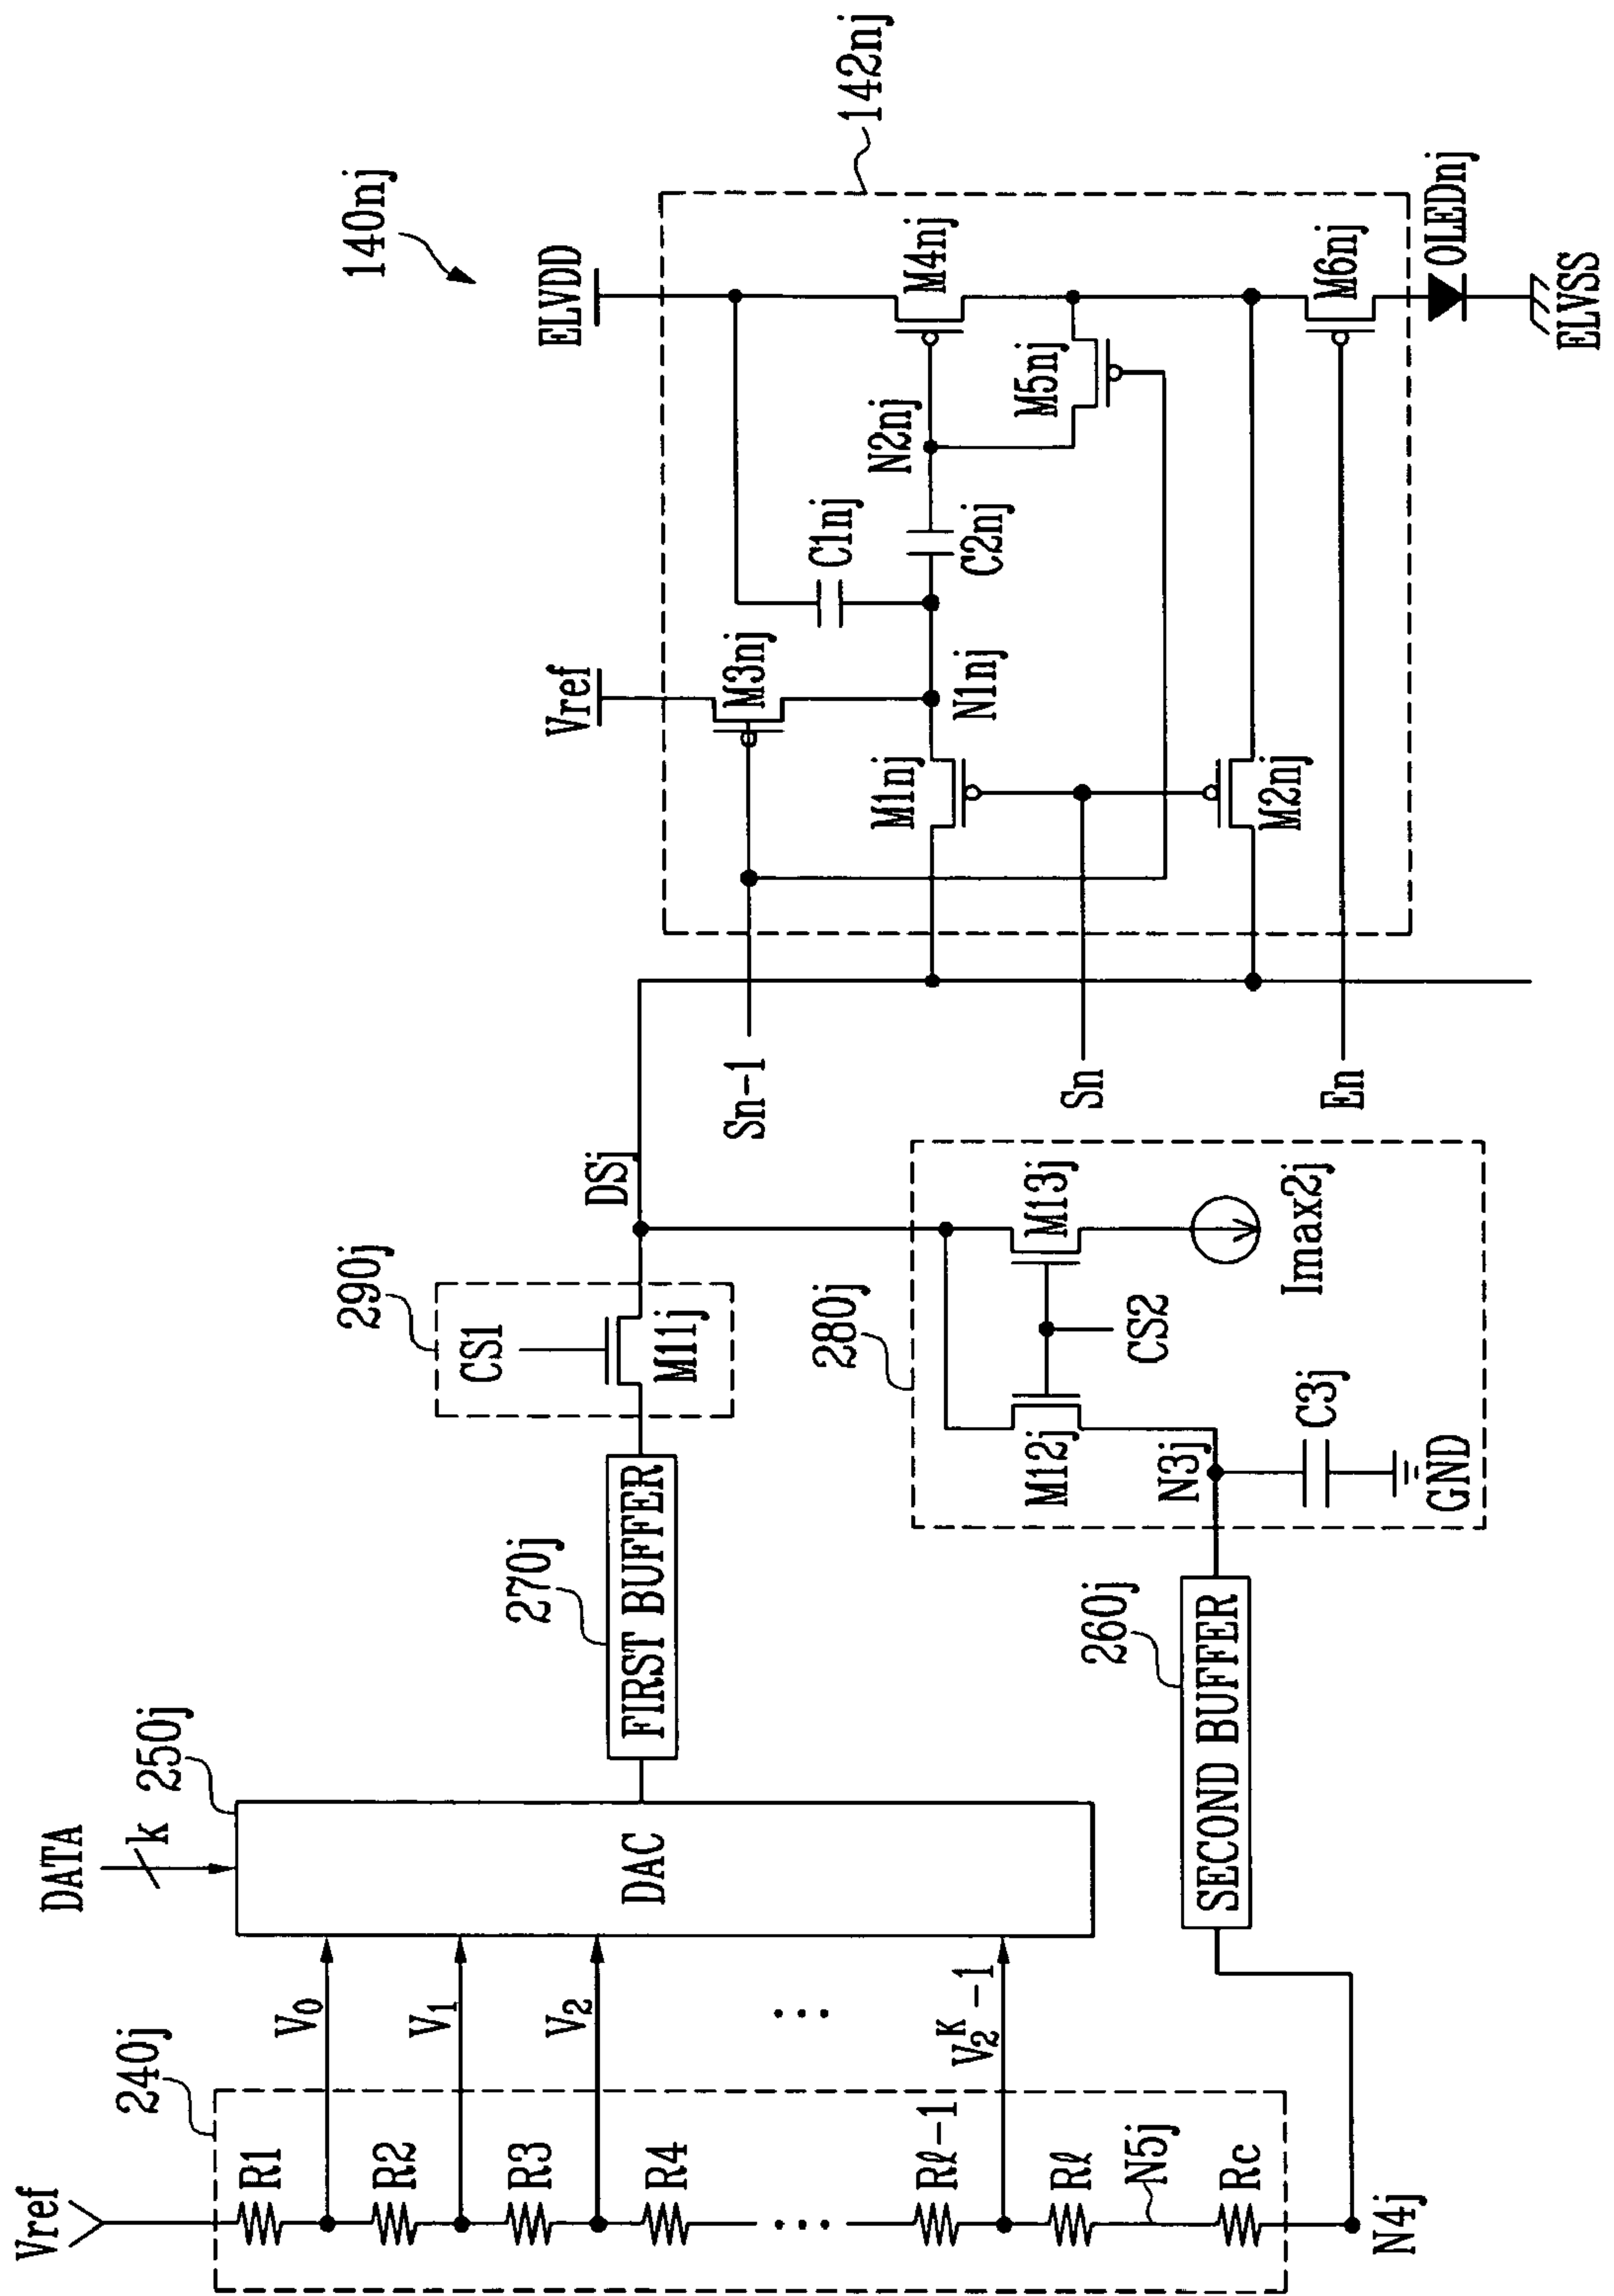 140nj
142nj
ELVDD
Vref
M4nj
N2nj
M5nj
C1nj
C2nj
M3nj
N1nj
M1nj
M2nj
M6nj
OLEDnj
ELVSS
Sn-1
Sn
En
DSj
290j
CS1
M11j
280j
M13j
Imax2j
CS2
M12j
N3j
C3j
GND
270j
FIRST BUFFER
260j
SECOND BUFFER
DATA
k
250j
DAC
V0
V1
V2
...
V2^K-1
240j
Vref
R1
R2
R3
R4
...
Rℓ-1
Rℓ
N5j
Rc
N4j